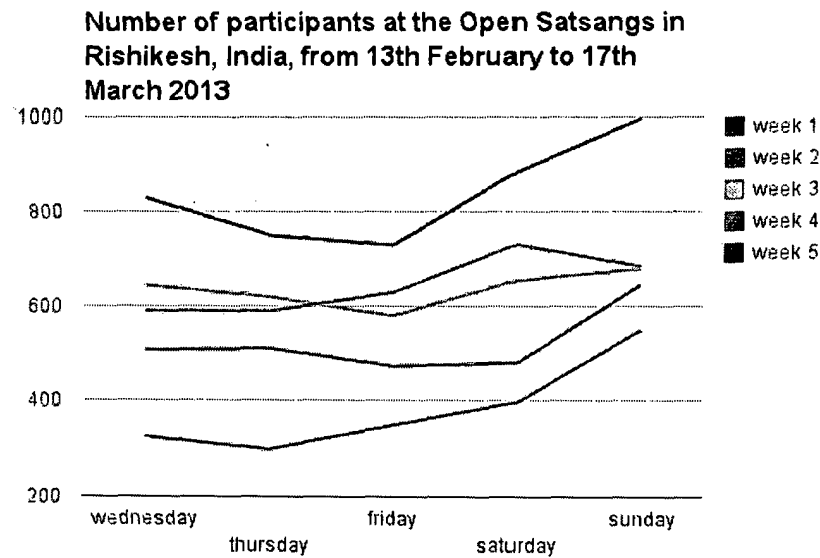 Number of participants at the Open Satsangs in
Rishikesh, India, from 13th February to 17th
March 2013
1000
800
600
400
200
wednesday
thursday
friday
saturday
sunday
week 1
week 2
week 3
week 4
week 5